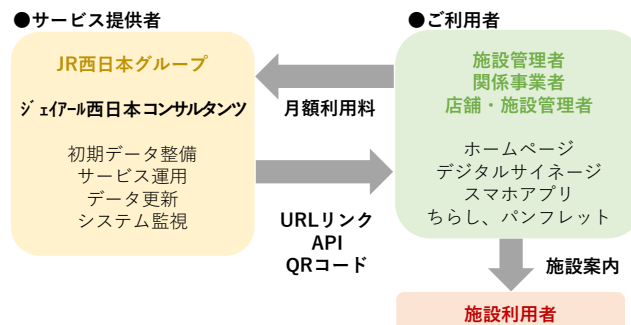 ●サービス提供者
JR西日本グループ
ｼﾞｪｲｱｰﾙ西日本コンサルタンツ
初期データ整備
サービス運用
データ更新
システム監視
月額利用料
URLリンク
API
QRコード
●ご利用者
施設管理者
関係事業者
店舗・施設管理者
ホームページ
デジタルサイネージ
スマホアプリ
ちらし、パンフレット
施設案内
施設利用者